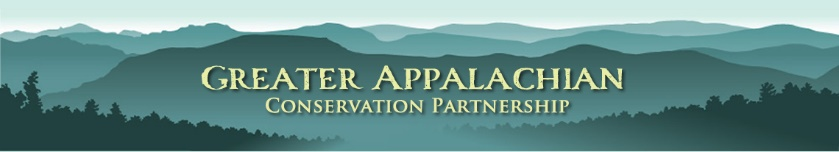 Greater Appalachian
Conservation Partnership